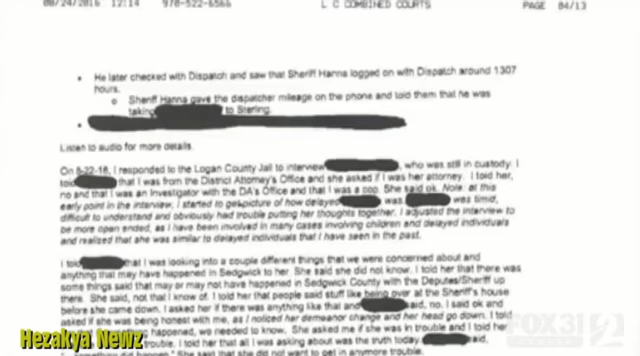 08/24/2016 12:14 970-522-6566 L C COMBINED COURTS PAGE 04/13
• He later checked with Dispatch and saw that Sheriff Hanna logged on with Dispatch around 1307
hours.
o Sheriff Hanna gave the dispatcher mileage on the phone and told them that he was
taking to Sterling.
•
Listen to audio for more details.
On 8-22-16, I responded to the Logan County Jail to interview , who was still in custody. I
told that I was from the District Attorney's Office and she asked if I was her attorney. I told her,
no and that I was an Investigator with the DA's Office and that I was a cop. She said ok. Note: at this
early point in the interview, I started to get picture of how delayed was. was timid,
difficult to understand and obviously had trouble putting her thoughts together. I adjusted the interview to
be more open ended, as I have been involved in many cases involving children and delayed individuals
and realized that she was similar to delayed individuals that I have seen in the past.
I told that I was looking into a couple different things that we were concerned about and
anything that may have happened in Sedgwick to her. She said she did not know. I told her that there was
some things said that may or may not have happened in Sedgwick County with the Deputies/Sheriff up
there. She said, not that I know of. I told her that people said stuff like being over at the Sheriff's house
before she came down. I asked her if there was anything like that and said, no. I said ok and
asked if she was being honest with me, as I noticed her demeanor change and her head go down. I told
happened, we needed to know. She asked me if she was in trouble and I told her
trouble. I told her that all I was asking about was the truth today. said,
something did happen." She said that she did not want to get in anymore trouble.
Hezakya Newz
FOX31 2